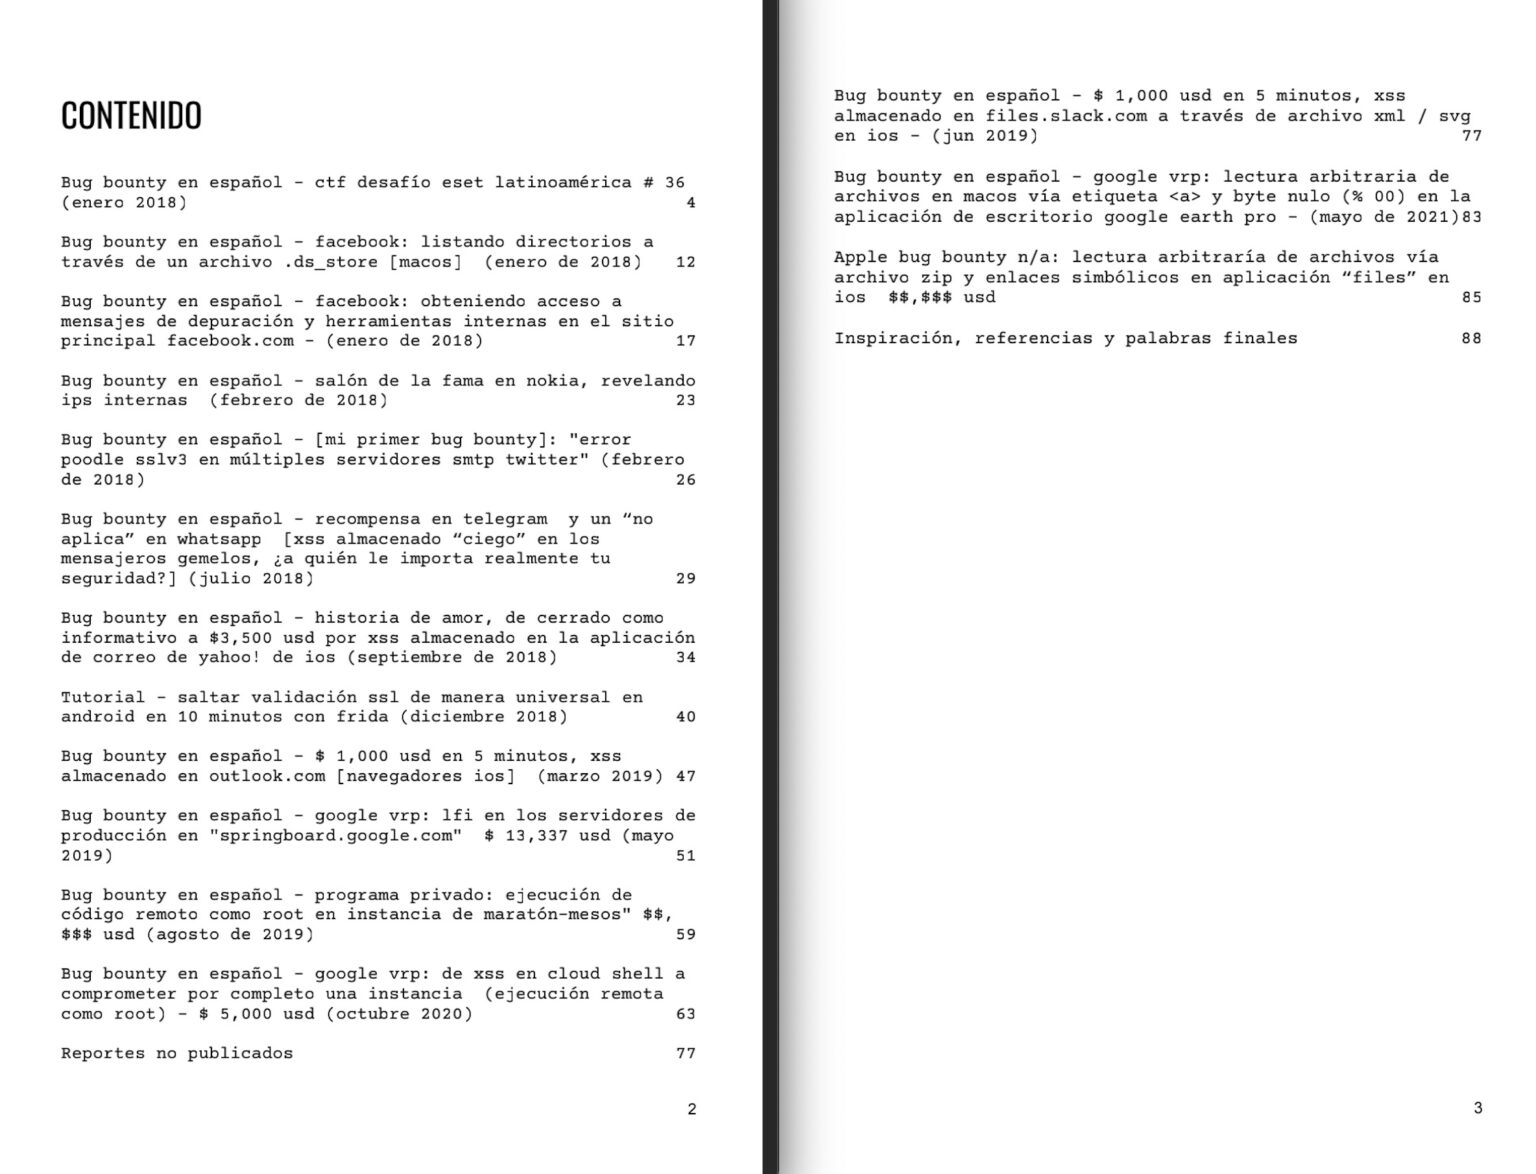 CONTENIDO
Bug bounty en español - ctf desafío eset latinoamérica # 36
(enero 2018) 4
Bug bounty en español - facebook: listando directorios a
través de un archivo .ds_store [macos] (enero de 2018) 12
Bug bounty en español - facebook: obteniendo acceso a
mensajes de depuración y herramientas internas en el sitio
principal facebook.com - (enero de 2018) 17
Bug bounty en español - salón de la fama en nokia, revelando
ips internas (febrero de 2018) 23
Bug bounty en español - [mi primer bug bounty]: "error
poodle sslv3 en múltiples servidores smtp twitter" (febrero
de 2018) 26
Bug bounty en español - recompensa en telegram y un “no
aplica” en whatsapp [xss almacenado “ciego” en los
mensajeros gemelos, ¿a quién le importa realmente tu
seguridad?] (julio 2018) 29
Bug bounty en español - historia de amor, de cerrado como
informativo a $3,500 usd por xss almacenado en la aplicación
de correo de yahoo! de ios (septiembre de 2018) 34
Tutorial - saltar validación ssl de manera universal en
android en 10 minutos con frida (diciembre 2018) 40
Bug bounty en español - $ 1,000 usd en 5 minutos, xss
almacenado en outlook.com [navegadores ios] (marzo 2019) 47
Bug bounty en español - google vrp: lfi en los servidores de
producción en "springboard.google.com" $ 13,337 usd (mayo
2019) 51
Bug bounty en español - programa privado: ejecución de
código remoto como root en instancia de maratón-mesos" $$,
$$$ usd (agosto de 2019) 59
Bug bounty en español - google vrp: de xss en cloud shell a
comprometer por completo una instancia (ejecución remota
como root) - $ 5,000 usd (octubre 2020) 63
Reportes no publicados 77
2
Bug bounty en español - $ 1,000 usd en 5 minutos, xss
almacenado en files.slack.com a través de archivo xml / svg
en ios - (jun 2019) 77
Bug bounty en español - google vrp: lectura arbitraria de
archivos en macos vía etiqueta <a> y byte nulo (% 00) en la
aplicación de escritorio google earth pro - (mayo de 2021)83
Apple bug bounty n/a: lectura arbitraría de archivos vía
archivo zip y enlaces simbólicos en aplicación “files” en
ios $$,$$$ usd 85
Inspiración, referencias y palabras finales 88
3